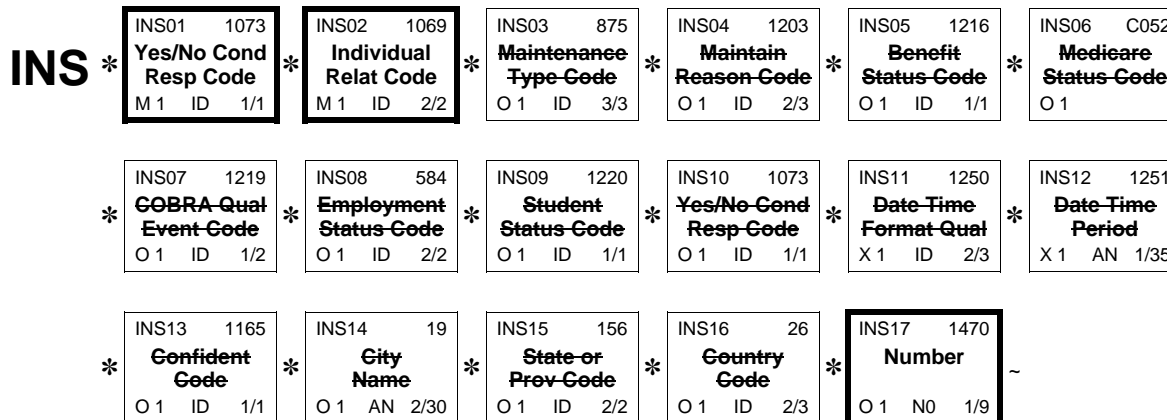 INS * INS01 1073 * INS02 1069 * INS03 875 * INS04 1203 * INS05 1216 * INS06 C052
Yes/No Cond Individual Maintenance Maintain Benefit Medicare
Resp Code Relat Code Type Code Reason Code Status Code Status Code
M 1 ID 1/1 M 1 ID 2/2 O 1 ID 3/3 O 1 ID 2/3 O 1 ID 1/1 O 1
* INS07 1219 * INS08 584 * INS09 1220 * INS10 1073 * INS11 1250 * INS12 1251
COBRA Qual Employment Student Yes/No Cond Date Time Date Time
Event Code Status Code Status Code Resp Code Format Qual Period
O 1 ID 1/2 O 1 ID 2/2 O 1 ID 1/1 O 1 ID 1/1 X 1 ID 2/3 X 1 AN 1/35
* INS13 1165 * INS14 19 * INS15 156 * INS16 26 * INS17 1470 ~
Confident City State or Country Number
Code Name Prov Code Code
O 1 ID 1/1 O 1 AN 2/30 O 1 ID 2/2 O 1 ID 2/3 O 1 N0 1/9